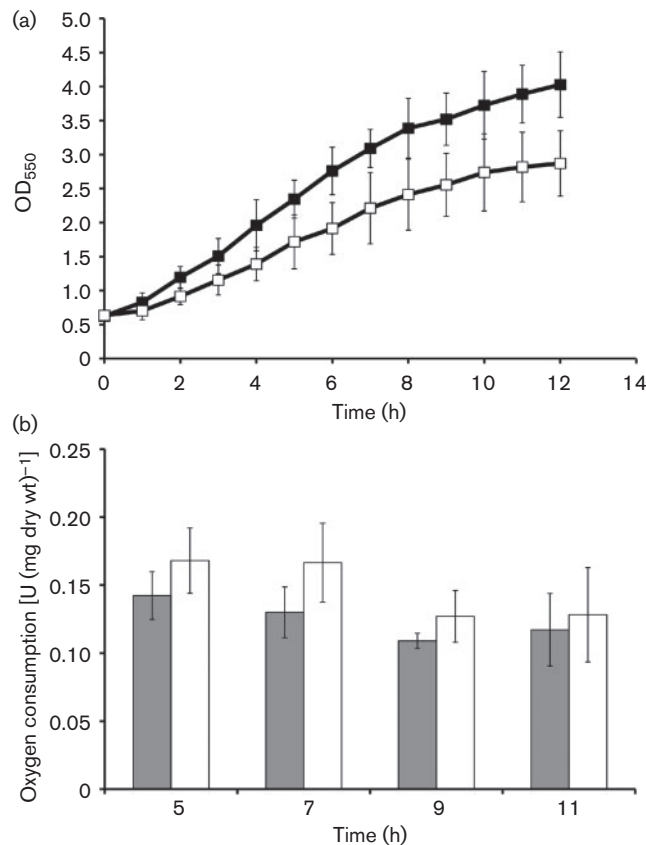 (a)
5.0
4.5
4.0
3.5
3.0
2.5
2.0
1.5
1.0
0.5
0
OD₅₅₀
0 2 4 6 8 10 12 14
Time (h)
(b)
0.25
0.20
0.15
0.10
0.05
0
Oxygen consumption [U (mg dry wt)⁻¹]
5 7 9 11
Time (h)